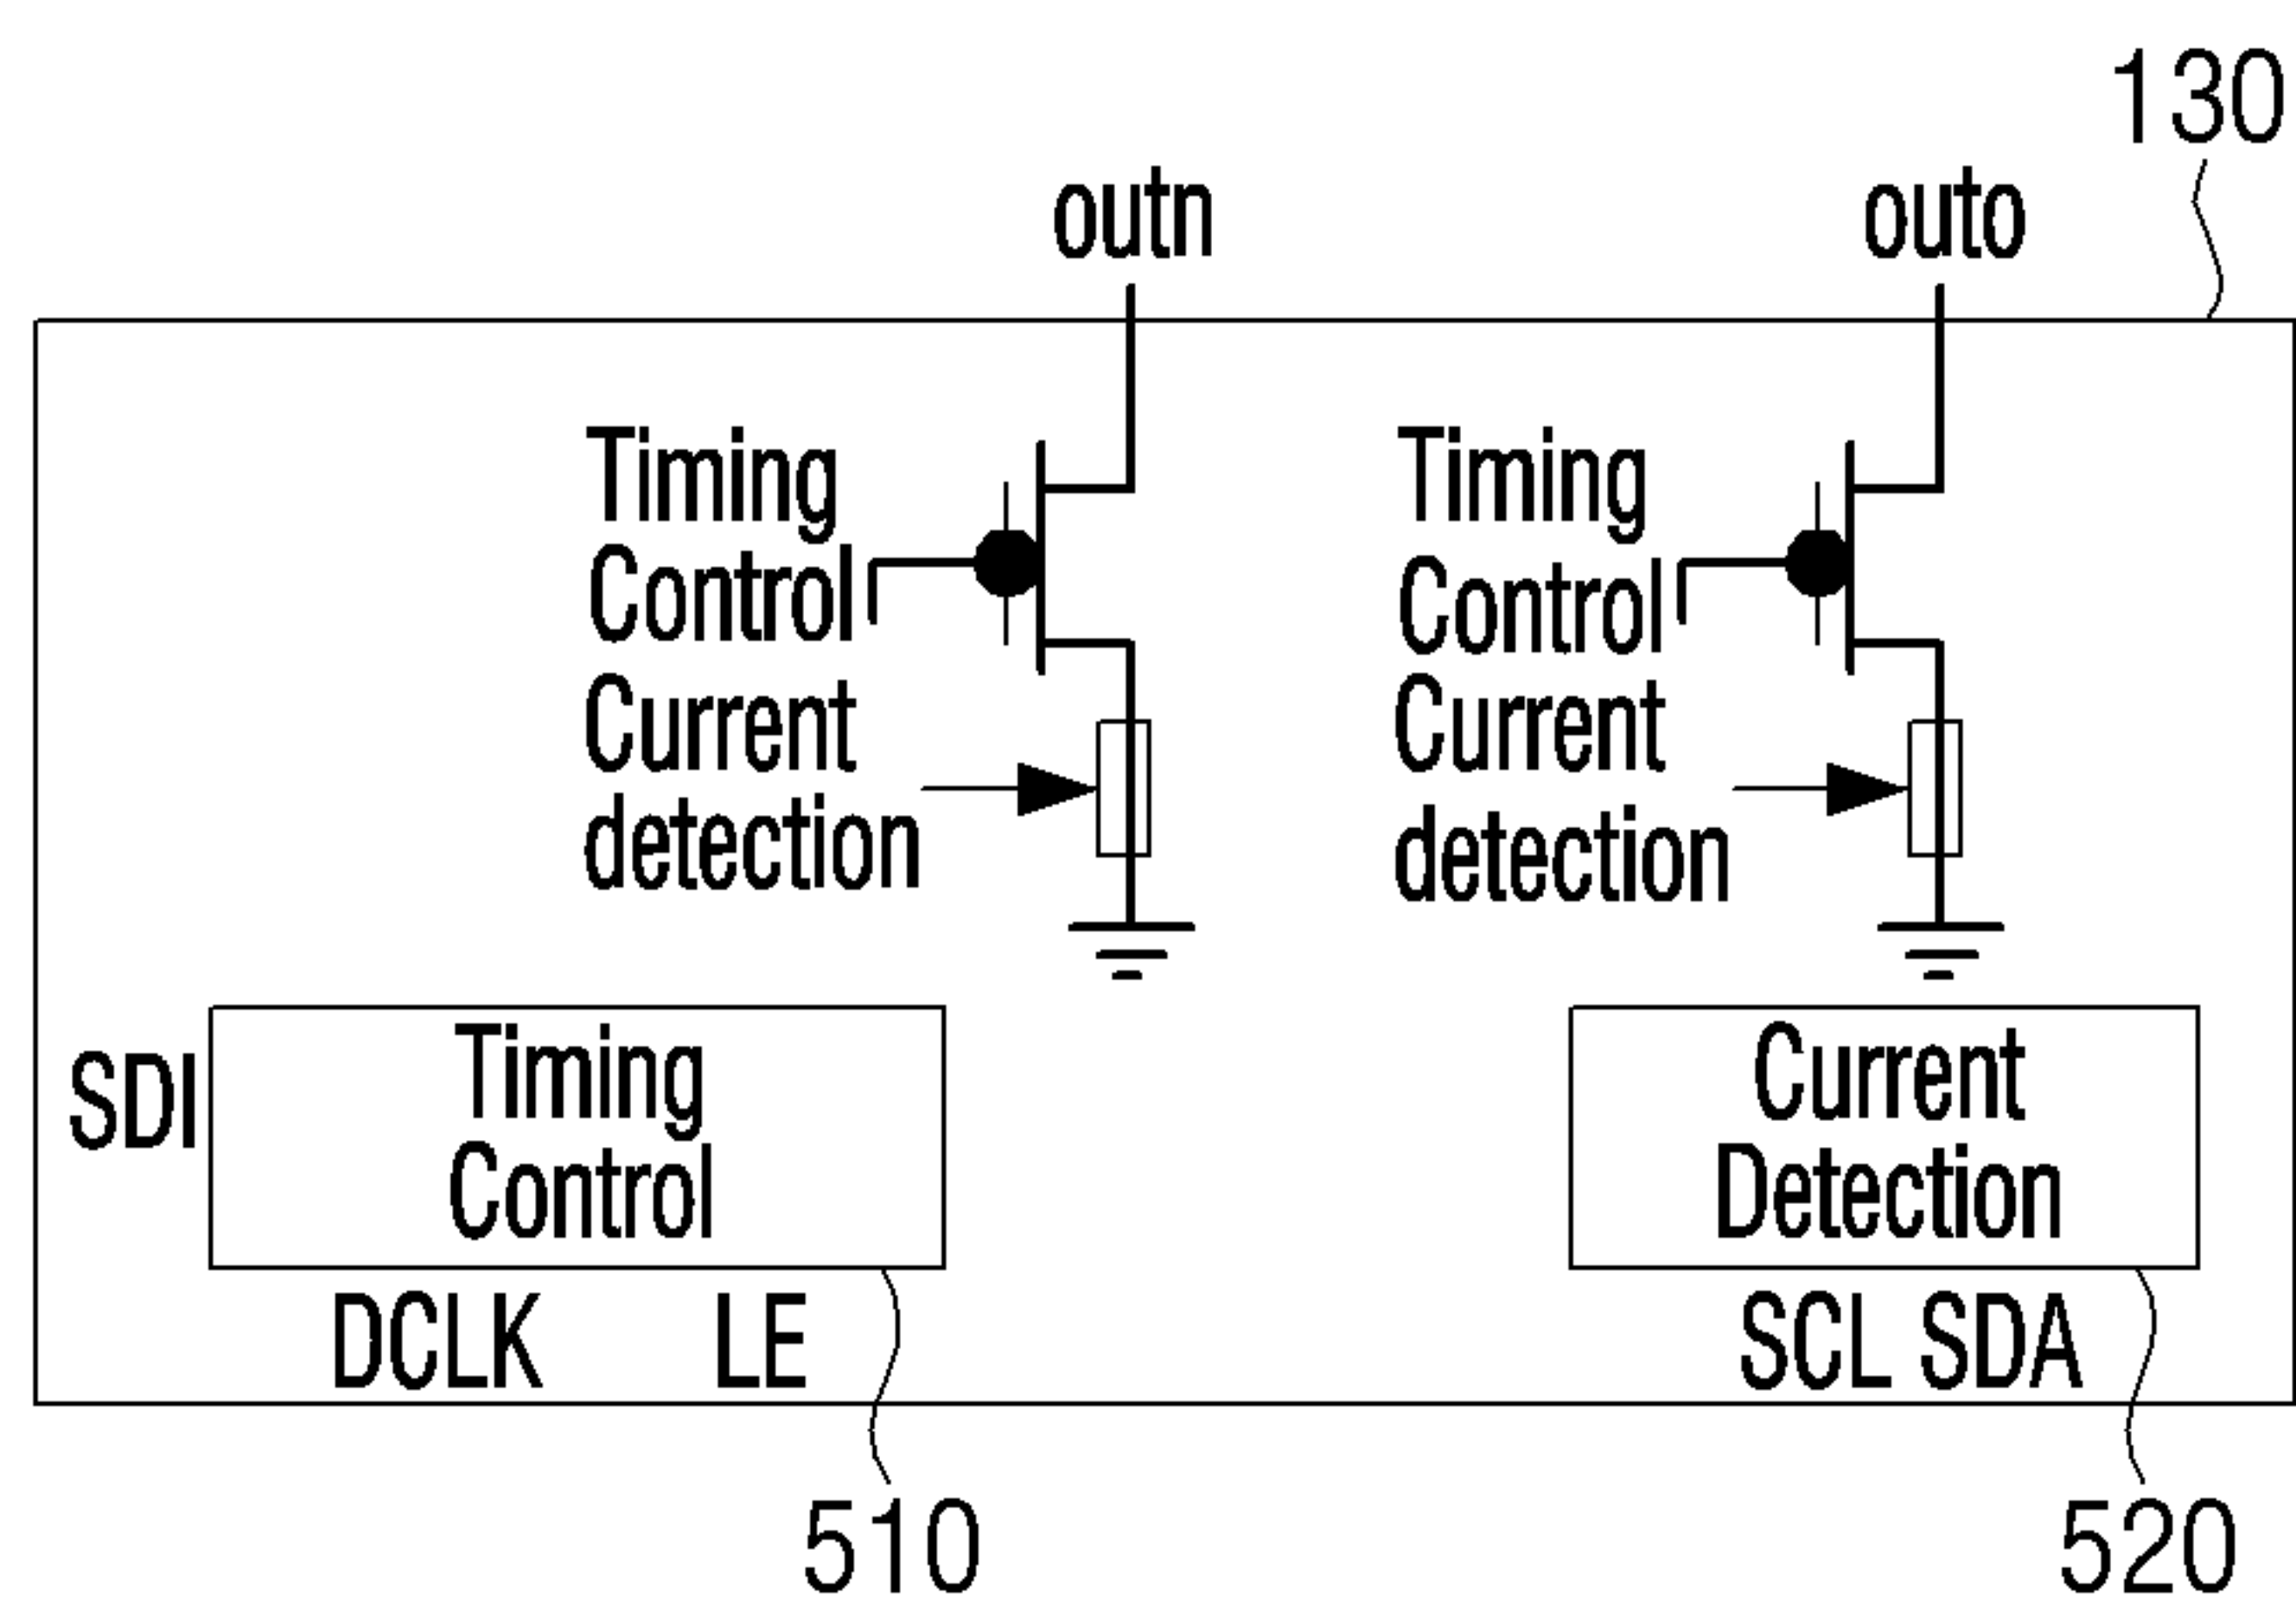 130
outn
outo
Timing
Control
Current
detection
Timing
Control
Current
detection
SDI
Timing
Control
DCLK LE
Current
Detection
SCL SDA
510
520